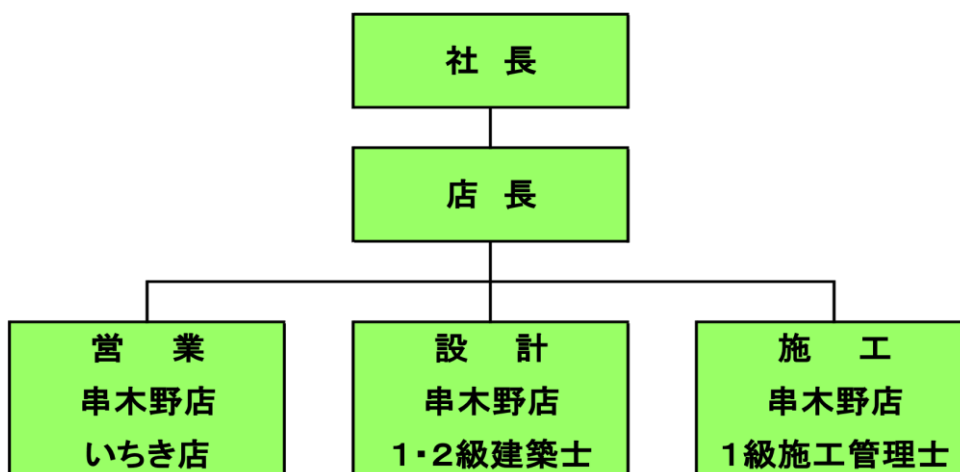 社 長
店 長
営 業
串木野店
いちき店
設 計
串木野店
1・2級建築士
施 工
串木野店
1級施工管理士